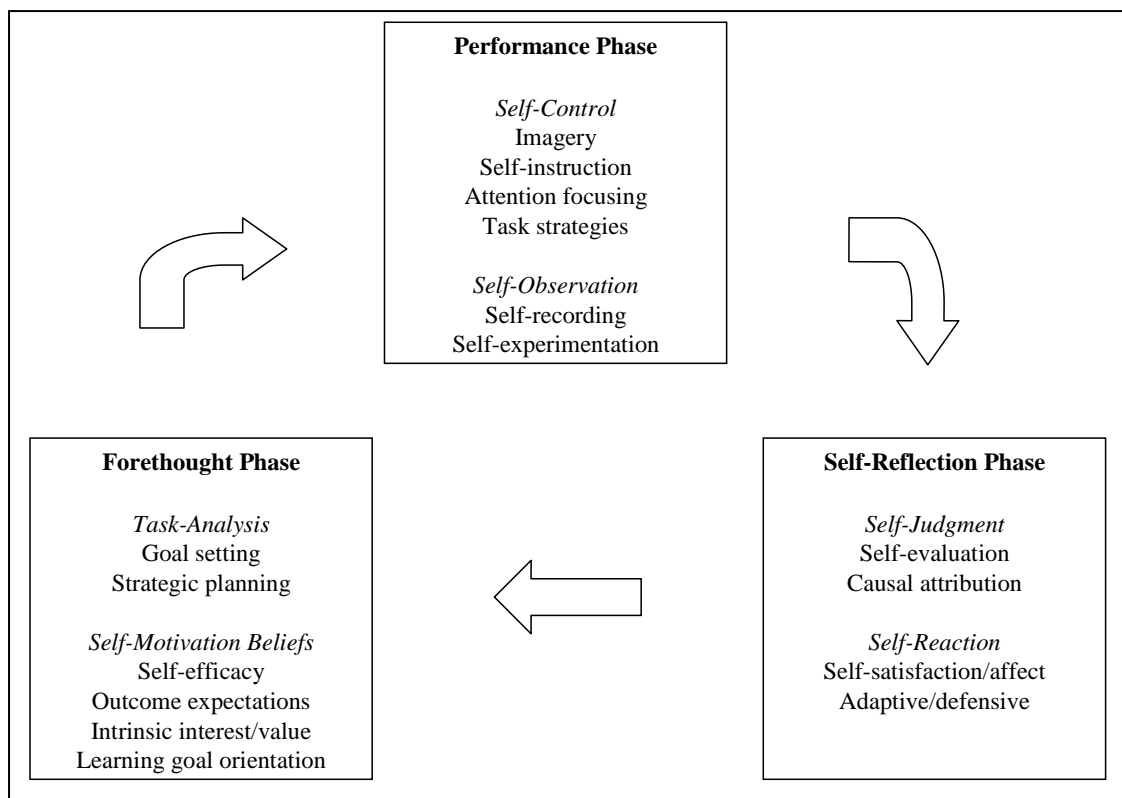 Performance Phase
Self-Control
Imagery
Self-instruction
Attention focusing
Task strategies
Self-Observation
Self-recording
Self-experimentation
Forethought Phase
Task-Analysis
Goal setting
Strategic planning
Self-Motivation Beliefs
Self-efficacy
Outcome expectations
Intrinsic interest/value
Learning goal orientation
Self-Reflection Phase
Self-Judgment
Self-evaluation
Causal attribution
Self-Reaction
Self-satisfaction/affect
Adaptive/defensive